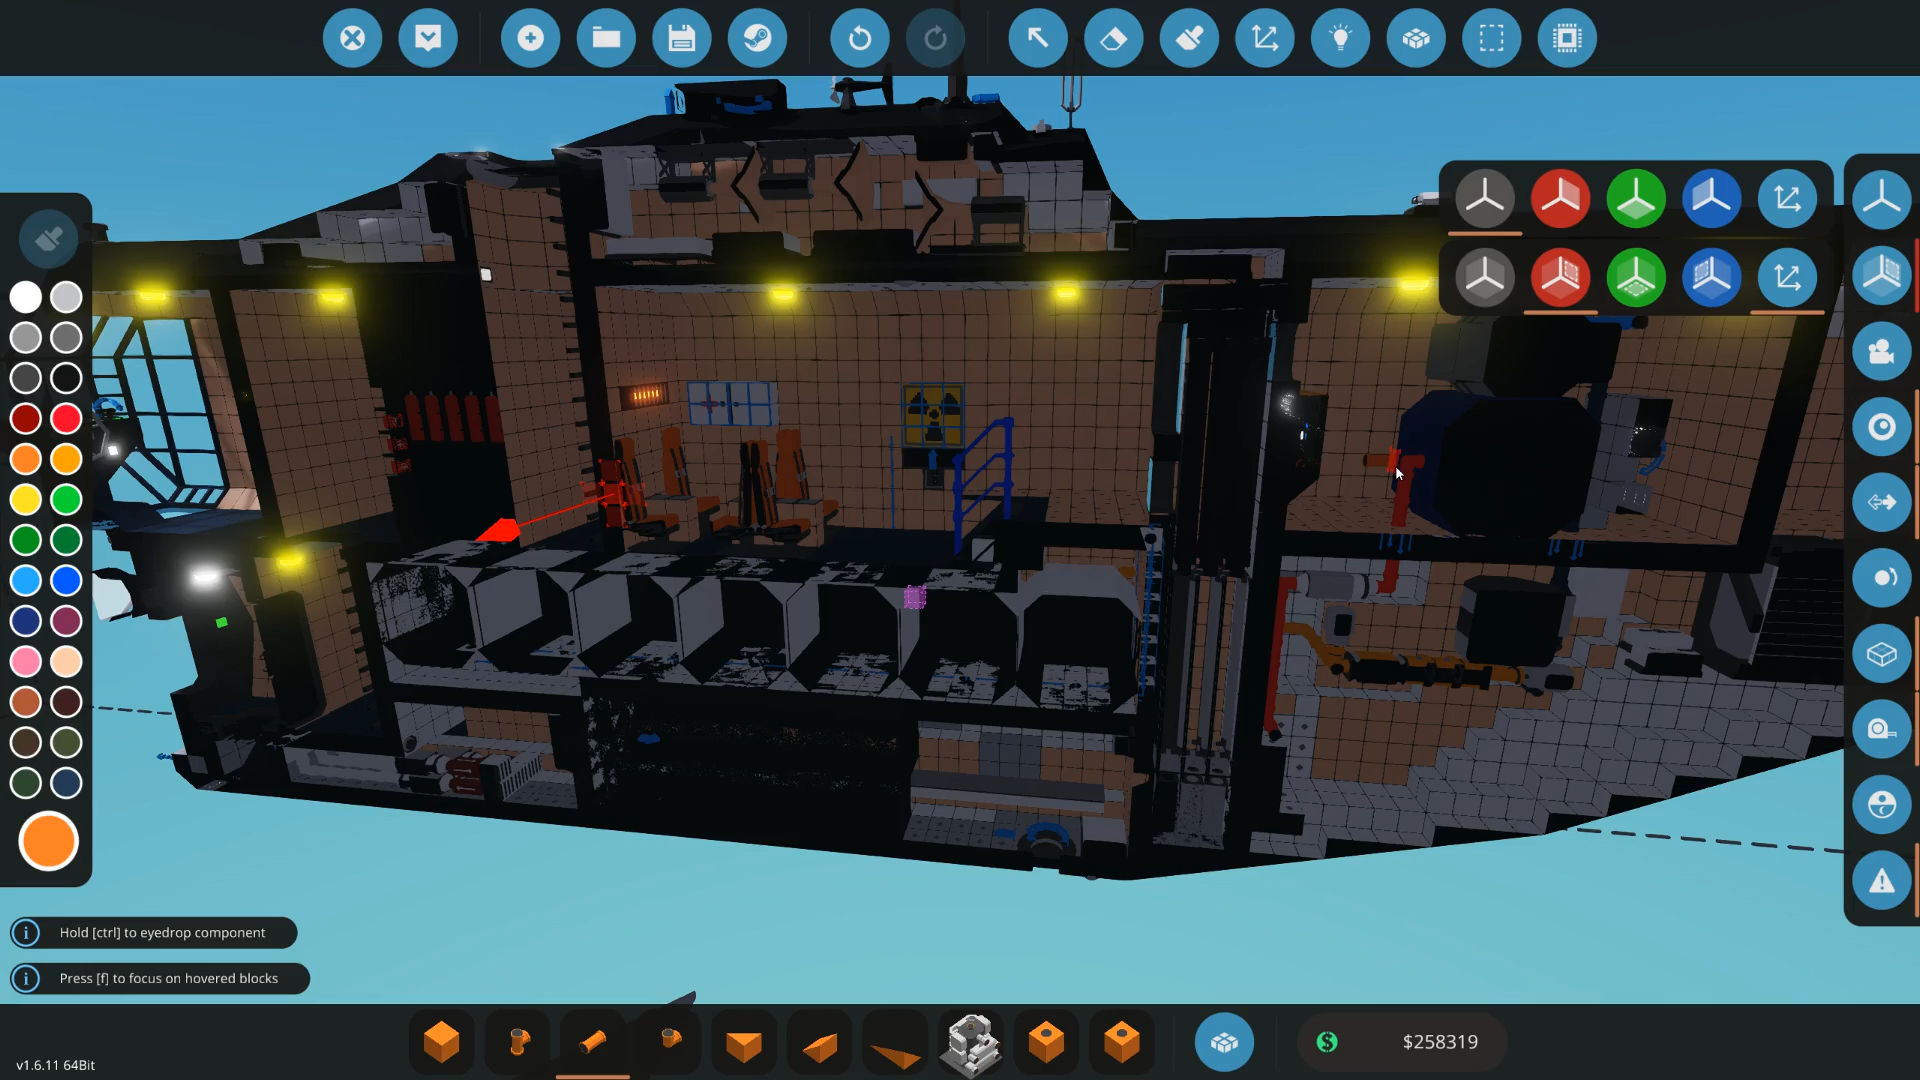 Hold [ctrl] to eyedrop component
Press [f] to focus on hovered blocks
v1.6.11 64Bit
$258319